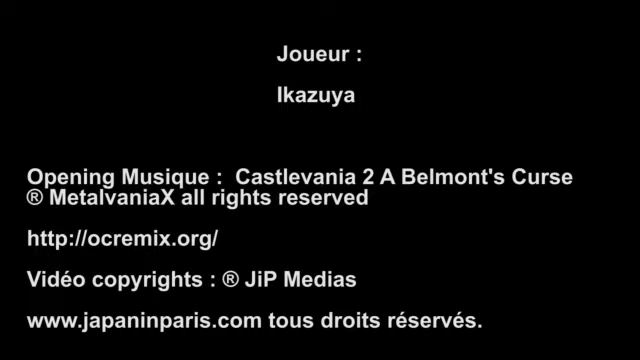 Joueur :
Ikazuya
Opening Musique :  Castlevania 2 A Belmont's Curse
® MetalvaniaX all rights reserved
http://ocremix.org/
Vidéo copyrights : ® JiP Medias
www.japaninparis.com tous droits réservés.